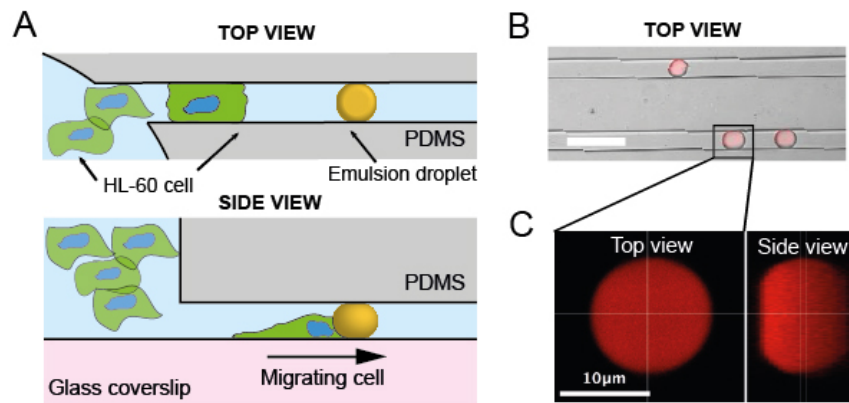 A
TOP VIEW
PDMS
HL-60 cell
Emulsion droplet
SIDE VIEW
PDMS
Migrating cell
Glass coverslip
B
TOP VIEW
C
Top view
Side view
10µm